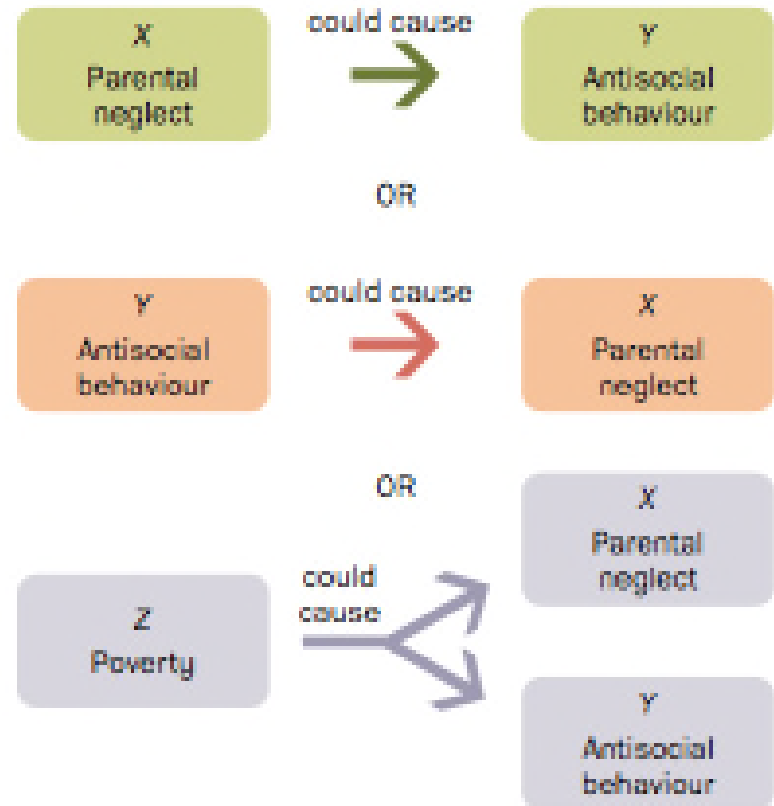 X
Parental
neglect
could cause
Y
Antisocial
behaviour
OR
Y
Antisocial
behaviour
could cause
X
Parental
neglect
OR
Z
Poverty
could
cause
X
Parental
neglect
Y
Antisocial
behaviour